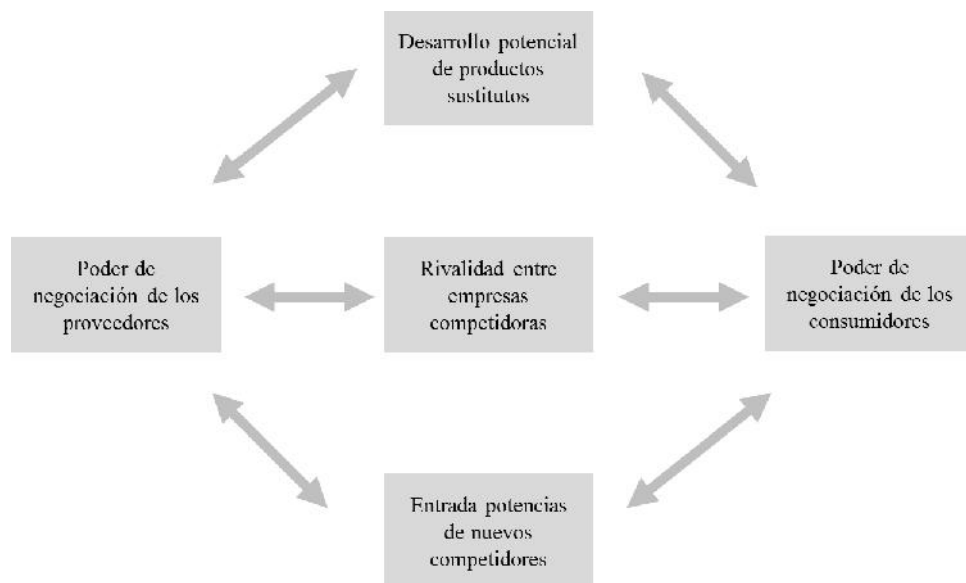 Desarrollo potencial
de productos
sustitutos
Poder de
negociación de los
proveedores
Rivalidad entre
empresas
competidoras
Poder de
negociación de los
consumidores
Entrada potencias
de nuevos
competidores